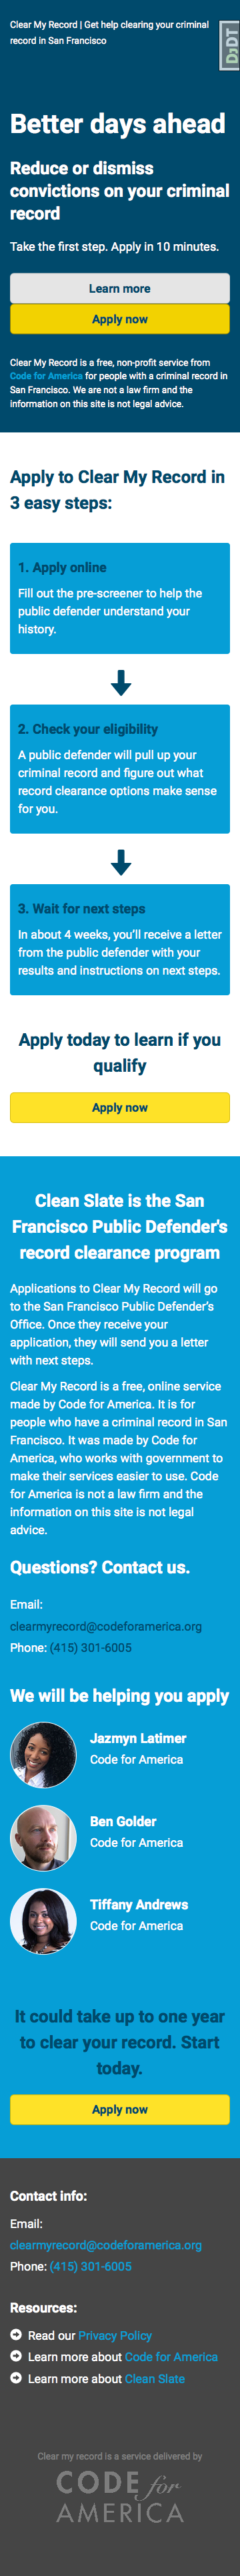 Clear My Record | Get help clearing your criminal
record in San Francisco
DjDT
Better days ahead
Reduce or dismiss
convictions on your criminal
record
Take the first step. Apply in 10 minutes.
Learn more
Apply now
Clear My Record is a free, non-profit service from
Code for America for people with a criminal record in
San Francisco. We are not a law firm and the
information on this site is not legal advice.
Apply to Clear My Record in
3 easy steps:
1. Apply online
Fill out the pre-screener to help the
public defender understand your
history.
2. Check your eligibility
A public defender will pull up your
criminal record and figure out what
record clearance options make sense
for you.
3. Wait for next steps
In about 4 weeks, you'll receive a letter
from the public defender with your
results and instructions on next steps.
Apply today to learn if you
qualify
Apply now
Clean Slate is the San
Francisco Public Defender's
record clearance program
Applications to Clear My Record will go
to the San Francisco Public Defender's
Office. Once they receive your
application, they will send you a letter
with next steps.
Clear My Record is a free, online service
made by Code for America. It is for
people who have a criminal record in San
Francisco. It was made by Code for
America, who works with government to
make their services easier to use. Code
for America is not a law firm and the
information on this site is not legal
advice.
Questions? Contact us.
Email:
clearmyrecord@codeforamerica.org
Phone: (415) 301-6005
We will be helping you apply
Jazmyn Latimer
Code for America
Ben Golder
Code for America
Tiffany Andrews
Code for America
It could take up to one year
to clear your record. Start
today.
Apply now
Contact info:
Email:
clearmyrecord@codeforamerica.org
Phone: (415) 301-6005
Resources:
Read our Privacy Policy
Learn more about Code for America
Learn more about Clean Slate
Clear my record is a service delivered by
CODE for
AMERICA